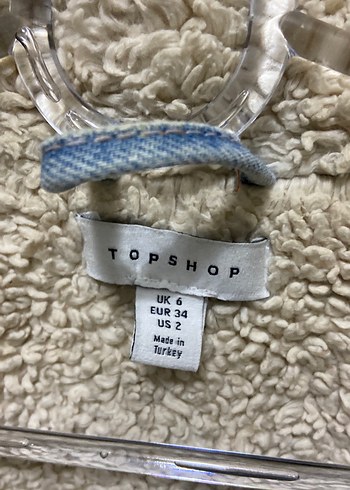 TOPSHOP
UK 6
EUR 34
US 2
Made in
Turkey